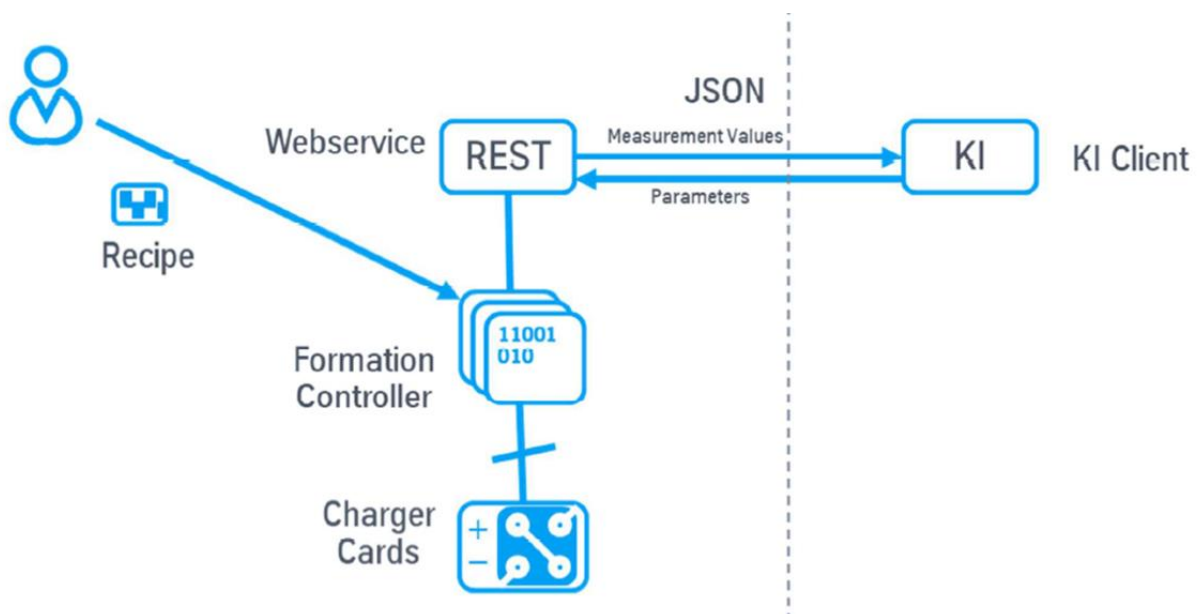 JSON
Webservice
REST
Measurement Values
Parameters
KI
KI Client
Recipe
Formation
Controller
11001
010
Charger
Cards
+
−